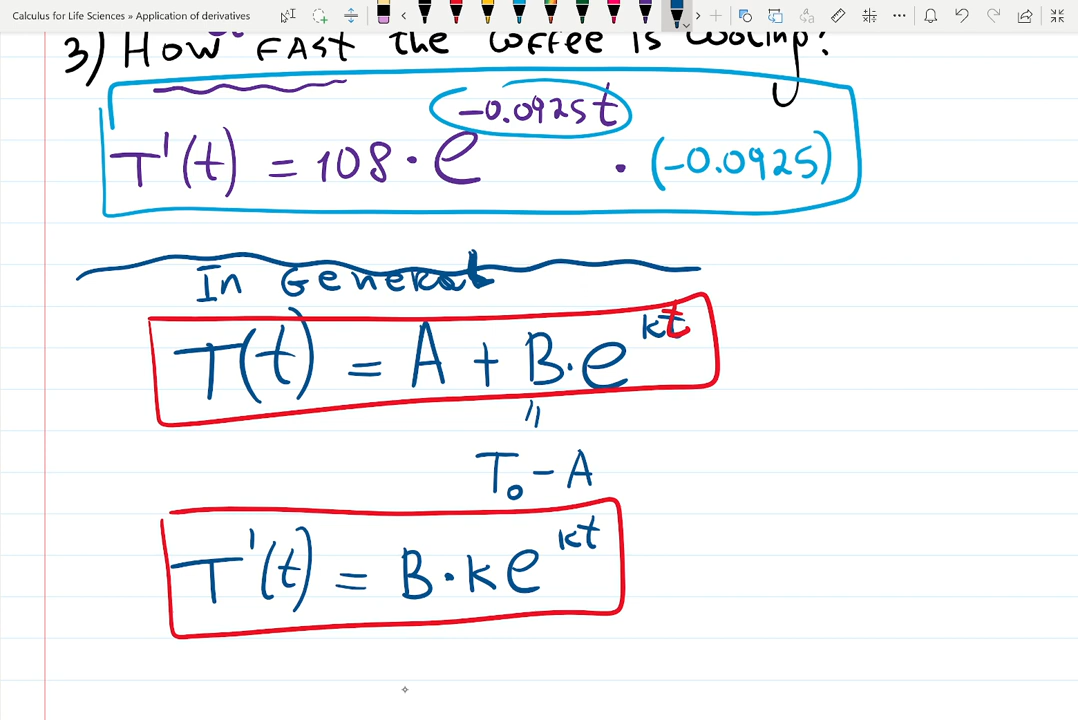 Calculus for Life Sciences » Application of derivatives
3) How FAST the coffee is cooling?
T'(t) = 108 · e^{-0.0925t} · (-0.0925)
In General
T(t) = A + B·e^{kt}
"
T₀ - A
T'(t) = B·ke^{kt}